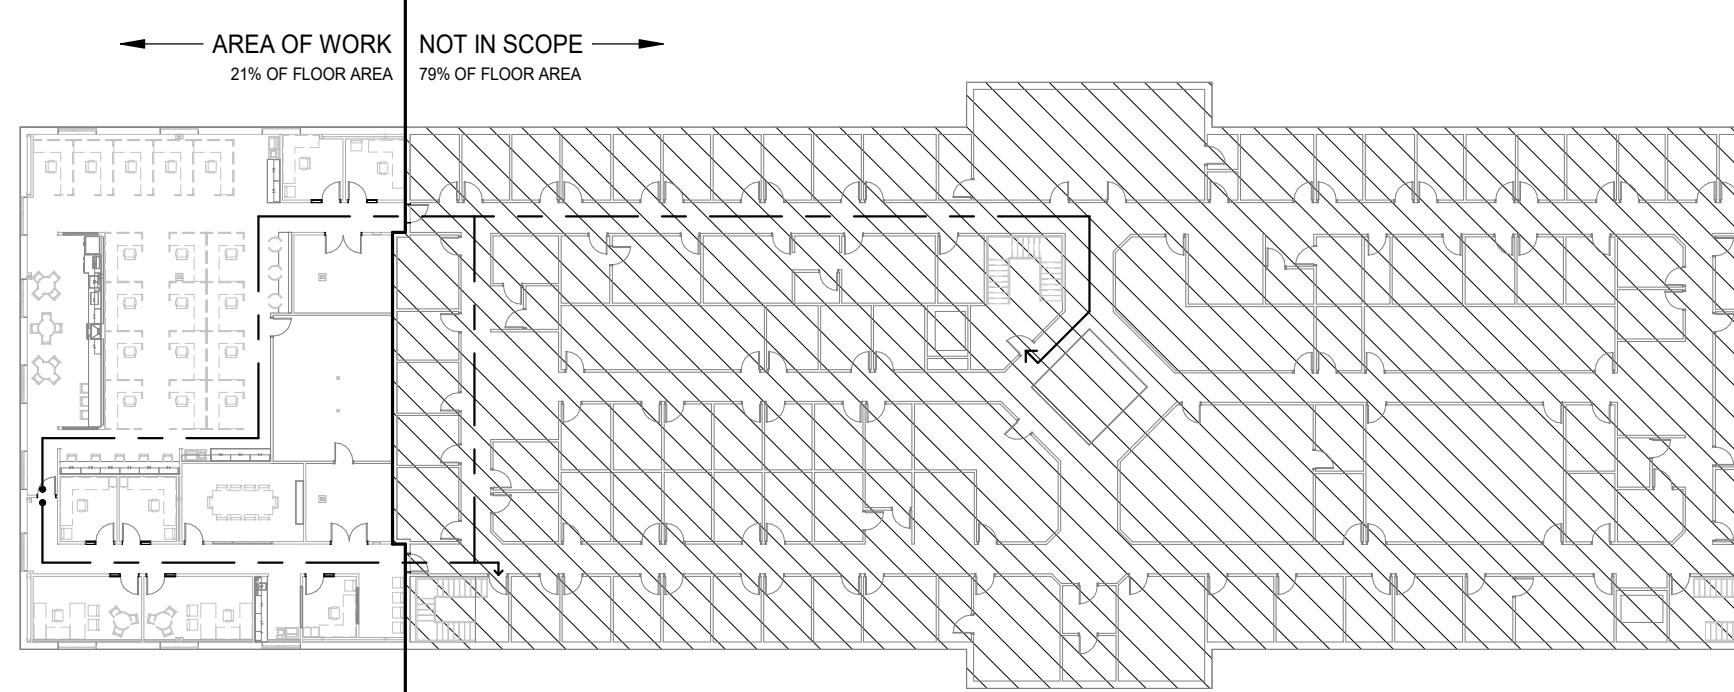 AREA OF WORK
21% OF FLOOR AREA
NOT IN SCOPE
79% OF FLOOR AREA